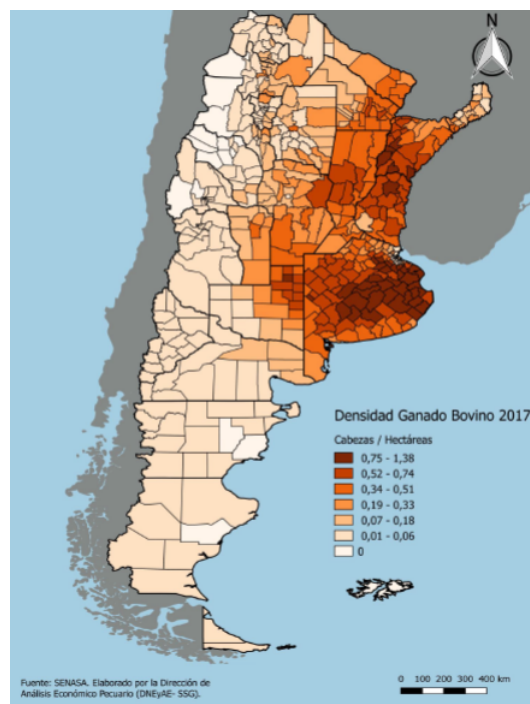 N
Densidad Ganado Bovino 2017
Cabezas / Hectáreas
0,75 - 1,38
0,52 - 0,74
0,34 - 0,51
0,19 - 0,33
0,07 - 0,18
0,01 - 0,06
0
Fuente: SENASA. Elaborado por la Dirección de
Análisis Económico Pecuario (DNEyAE- SSG).
0 100 200 300 400 km